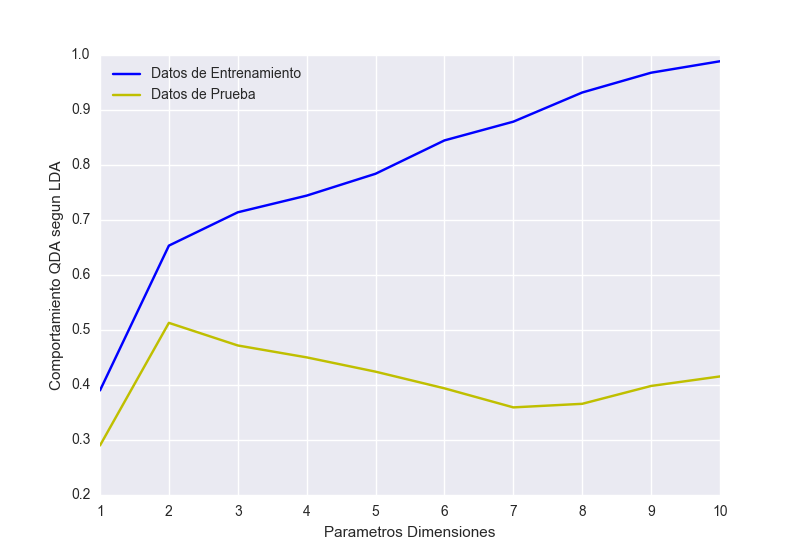 Datos de Entrenamiento
Datos de Prueba
1.0
0.9
0.8
0.7
0.6
0.5
0.4
0.3
0.2
Comportamiento QDA segun LDA
1 2 3 4 5 6 7 8 9 10
Parametros Dimensiones